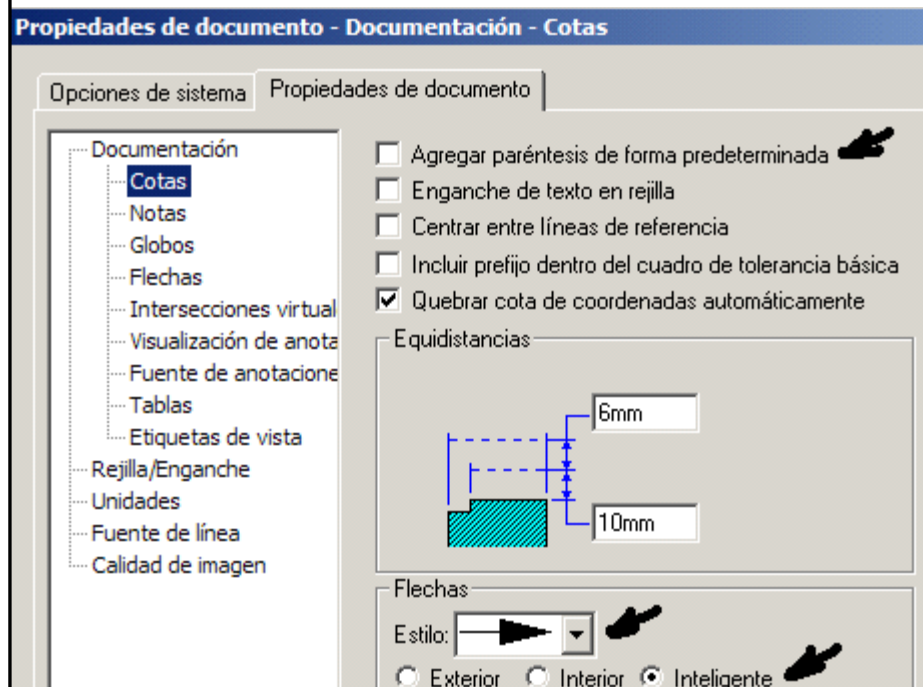 Propiedades de documento - Documentación - Cotas
Opciones de sistema
Propiedades de documento
Documentación
Cotas
Notas
Globos
Flechas
Intersecciones virtual
Visualización de anota
Fuente de anotacione
Tablas
Etiquetas de vista
Rejilla/Enganche
Unidades
Fuente de línea
Calidad de imagen
Agregar paréntesis de forma predeterminada
Enganche de texto en rejilla
Centrar entre líneas de referencia
Incluir prefijo dentro del cuadro de tolerancia básica
Quebrar cota de coordenadas automáticamente
Equidistancias
6mm
10mm
Flechas
Estilo:
Exterior Interior Inteligente